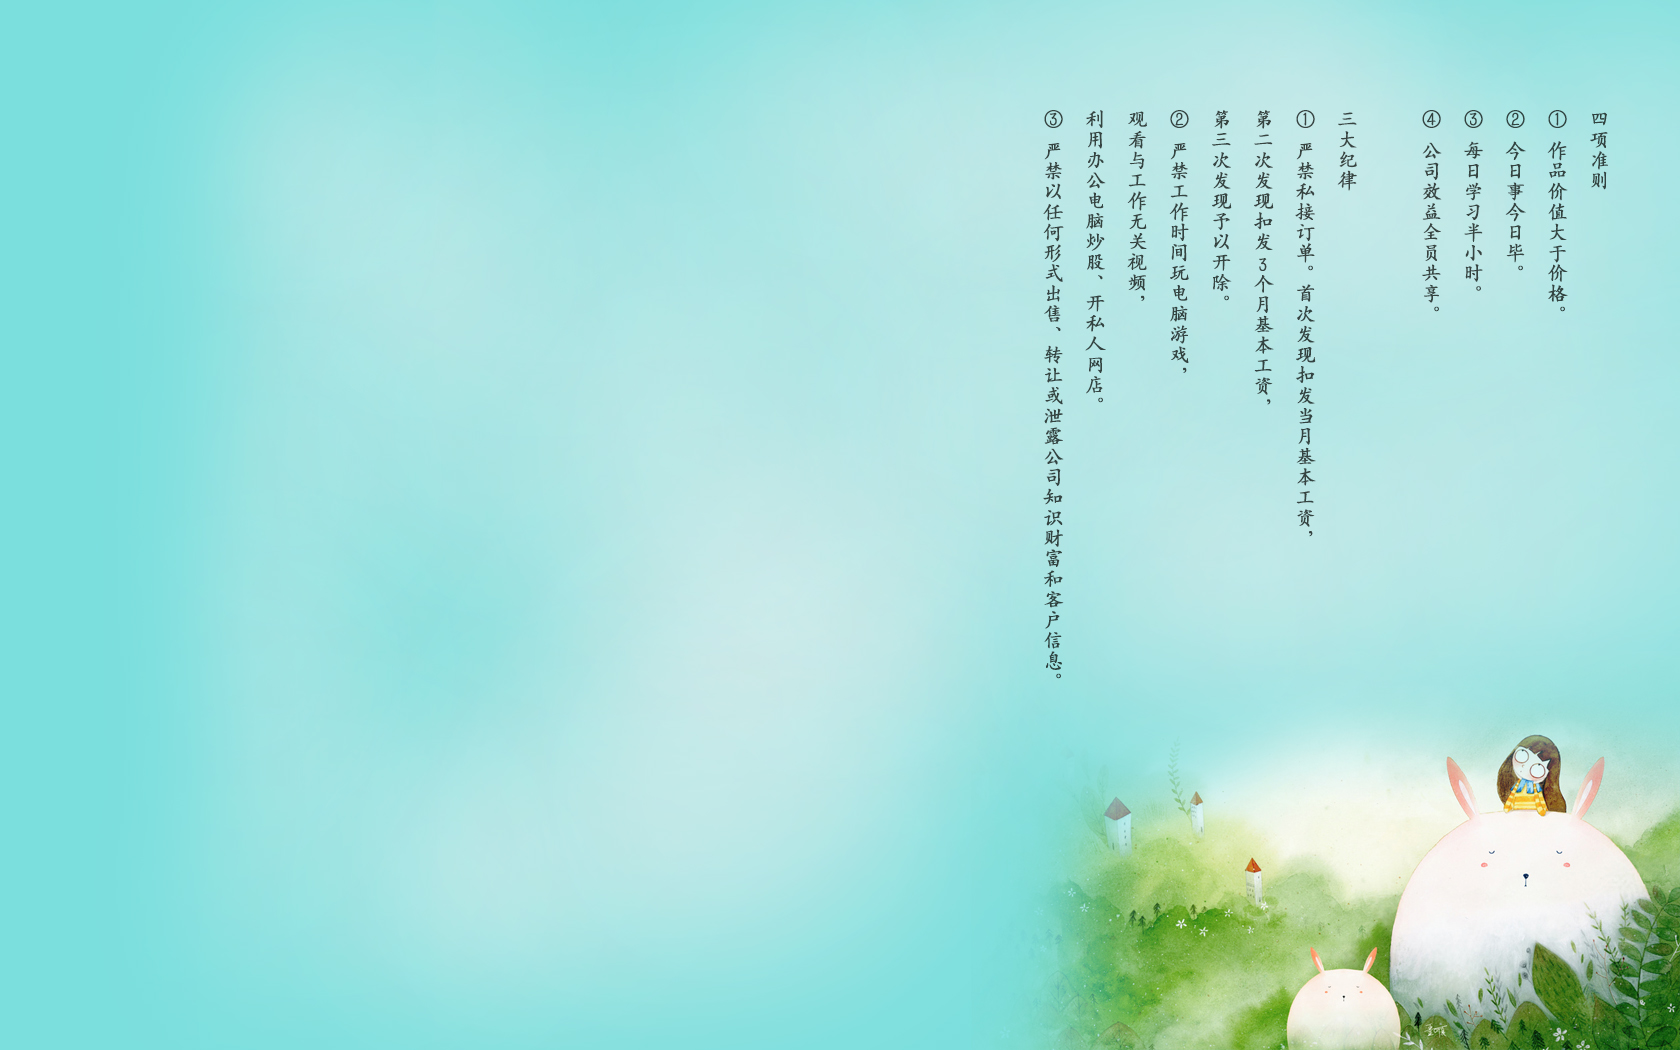 四项准则
① 作品价值大于价格。
② 今日事今日毕。
③ 每日学习半小时。
④ 公司效益全员共享。
三大纪律
① 严禁私接订单。首次发现扣发当月基本工资，
第二次发现扣发3个月基本工资，
第三次发现予以开除。
② 严禁工作时间玩电脑游戏，
观看与工作无关视频，
利用办公电脑炒股、开私人网店。
③ 严禁以任何形式出售、转让或泄露公司知识财富和客户信息。